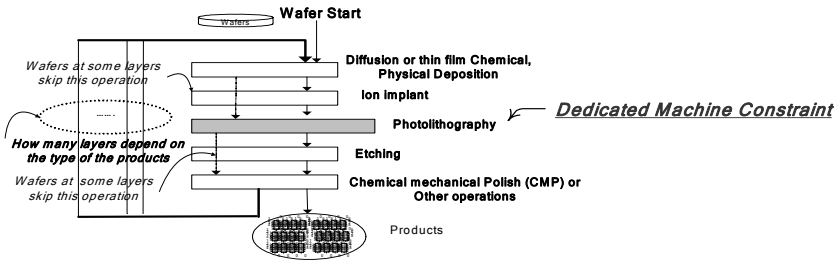 Wafers
Wafer Start
Diffusion or thin film Chemical,
Physical Deposition
Wafers at some layers
skip this operation
Ion implant
.......
Photolithography
Dedicated Machine Constraint
How many layers depend on
the type of the products
Etching
Wafers at some layers
skip this operation
Chemical mechanical Polish (CMP) or
Other operations
Products